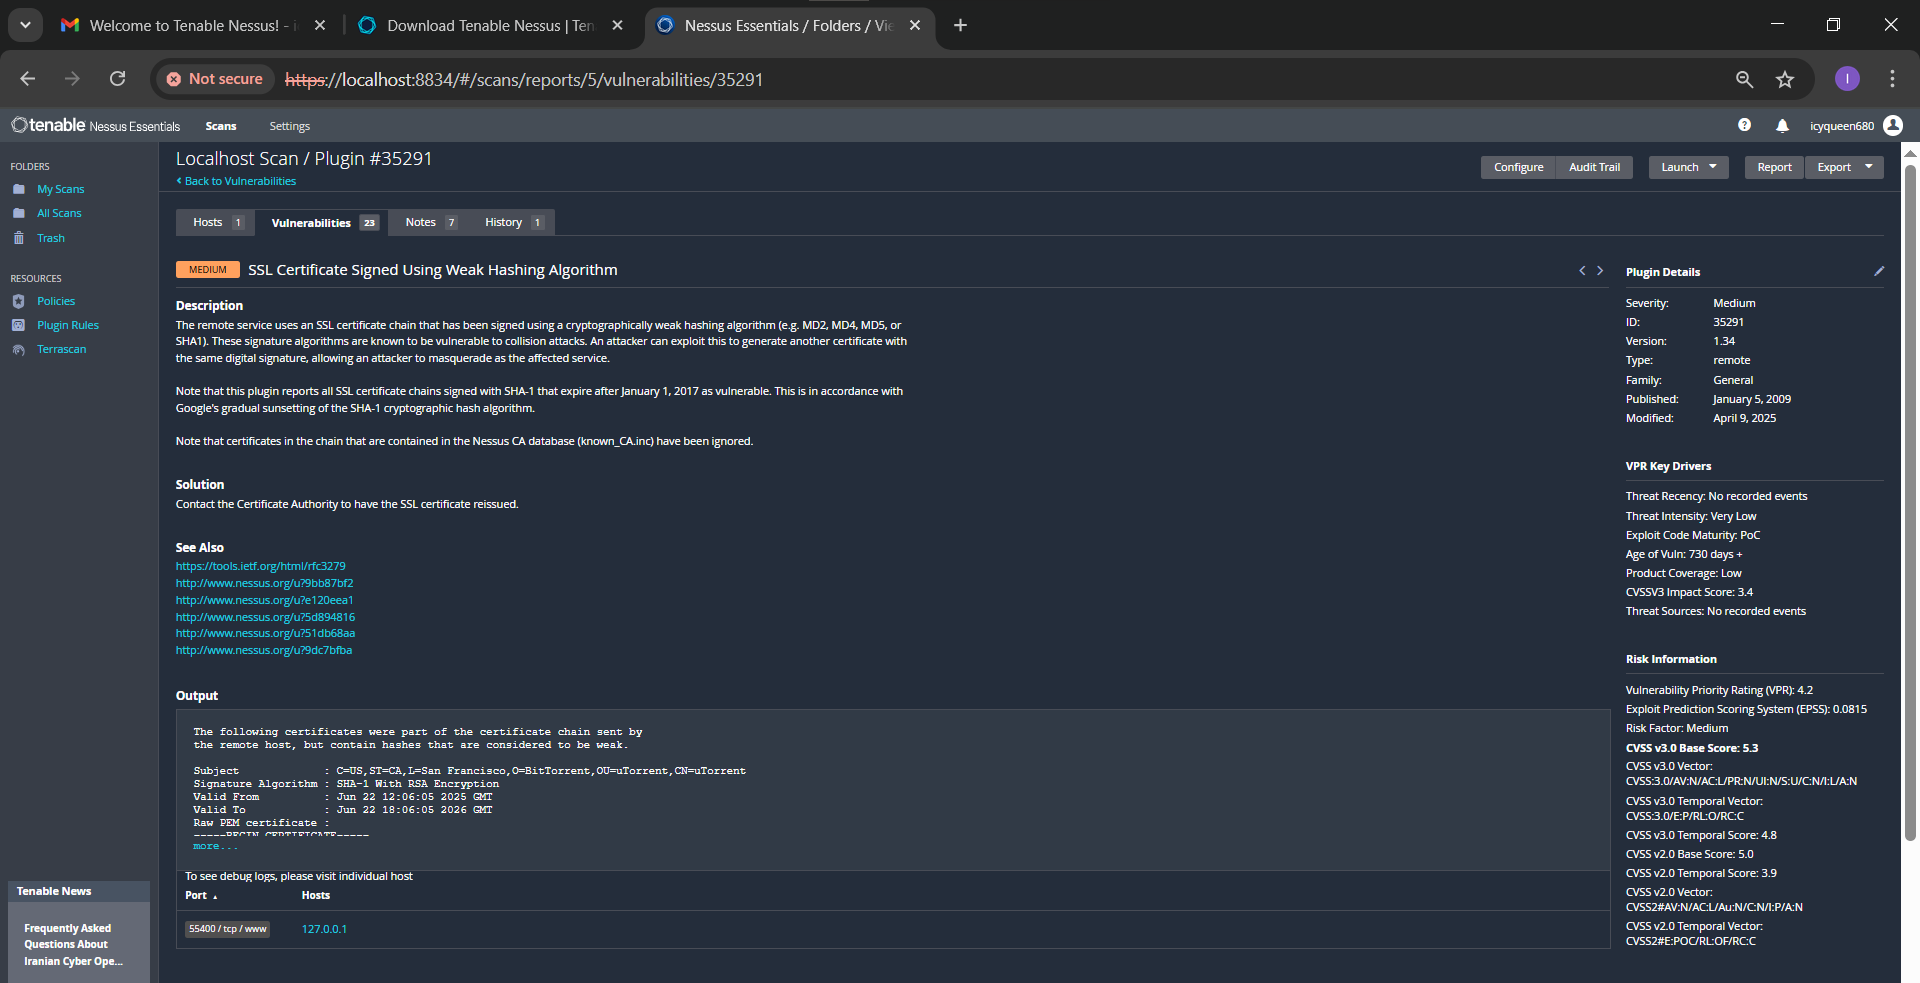 Welcome to Tenable Nessus! - i
Download Tenable Nessus | Ten
Nessus Essentials / Folders / Vie
Not secure
https://localhost:8834/#/scans/reports/5/vulnerabilities/35291
I
tenable Nessus Essentials
Scans
Settings
?
icyqueen680
FOLDERS
My Scans
All Scans
Trash
RESOURCES
Policies
Plugin Rules
Terrascan
Tenable News
Frequently Asked
Questions About
Iranian Cyber Ope...
Localhost Scan / Plugin #35291
< Back to Vulnerabilities
Configure
Audit Trail
Launch
Report
Export
Hosts 1
Vulnerabilities 23
Notes 7
History 1
MEDIUM SSL Certificate Signed Using Weak Hashing Algorithm
Description
The remote service uses an SSL certificate chain that has been signed using a cryptographically weak hashing algorithm (e.g. MD2, MD4, MD5, or
SHA1). These signature algorithms are known to be vulnerable to collision attacks. An attacker can exploit this to generate another certificate with
the same digital signature, allowing an attacker to masquerade as the affected service.
Note that this plugin reports all SSL certificate chains signed with SHA-1 that expire after January 1, 2017 as vulnerable. This is in accordance with
Google's gradual sunsetting of the SHA-1 cryptographic hash algorithm.
Note that certificates in the chain that are contained in the Nessus CA database (known_CA.inc) have been ignored.
Solution
Contact the Certificate Authority to have the SSL certificate reissued.
See Also
https://tools.ietf.org/html/rfc3279
http://www.nessus.org/u?9bb87bf2
http://www.nessus.org/u?e120eea1
http://www.nessus.org/u?5d894816
http://www.nessus.org/u?51db68aa
http://www.nessus.org/u?9dc7bfba
Output
The following certificates were part of the certificate chain sent by
the remote host, but contain hashes that are considered to be weak.
Subject : C=US,ST=CA,L=San Francisco,O=BitTorrent,OU=uTorrent,CN=uTorrent
Signature Algorithm : SHA-1 With RSA Encryption
Valid From : Jun 22 12:06:05 2025 GMT
Valid To : Jun 22 18:06:05 2026 GMT
Raw PEM certificate :
-----BEGIN CERTIFICATE-----
more...
To see debug logs, please visit individual host
Port Hosts
55400 / tcp / www 127.0.0.1
Plugin Details
Severity: Medium
ID: 35291
Version: 1.34
Type: remote
Family: General
Published: January 5, 2009
Modified: April 9, 2025
VPR Key Drivers
Threat Recency: No recorded events
Threat Intensity: Very Low
Exploit Code Maturity: PoC
Age of Vuln: 730 days +
Product Coverage: Low
CVSSV3 Impact Score: 3.4
Threat Sources: No recorded events
Risk Information
Vulnerability Priority Rating (VPR): 4.2
Exploit Prediction Scoring System (EPSS): 0.0815
Risk Factor: Medium
CVSS v3.0 Base Score: 5.3
CVSS v3.0 Vector:
CVSS:3.0/AV:N/AC:L/PR:N/UI:N/S:U/C:N/I:L/A:N
CVSS v3.0 Temporal Vector:
CVSS:3.0/E:P/RL:O/RC:C
CVSS v3.0 Temporal Score: 4.8
CVSS v2.0 Base Score: 5.0
CVSS v2.0 Temporal Score: 3.9
CVSS v2.0 Vector:
CVSS2#AV:N/AC:L/Au:N/C:N/I:P/A:N
CVSS v2.0 Temporal Vector:
CVSS2#E:POC/RL:OF/RC:C